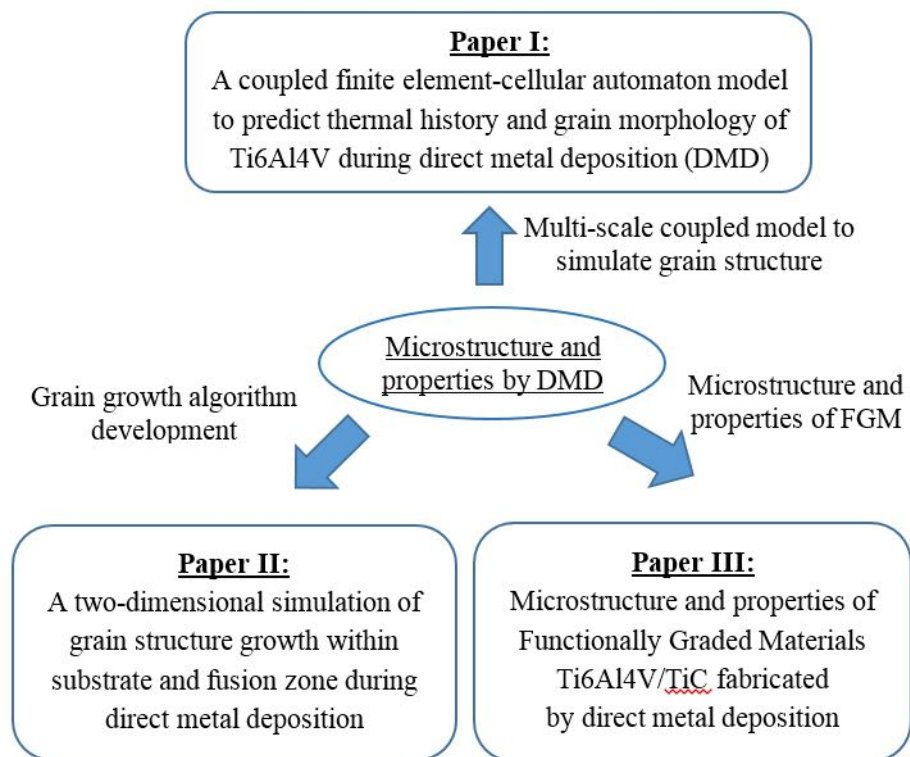 Paper I:
A coupled finite element-cellular automaton model
to predict thermal history and grain morphology of
Ti6Al4V during direct metal deposition (DMD)
Multi-scale coupled model to
simulate grain structure
Microstructure and
properties by DMD
Grain growth algorithm
development
Microstructure and
properties of FGM
Paper II:
A two-dimensional simulation of
grain structure growth within
substrate and fusion zone during
direct metal deposition
Paper III:
Microstructure and properties of
Functionally Graded Materials
Ti6Al4V/TiC fabricated
by direct metal deposition